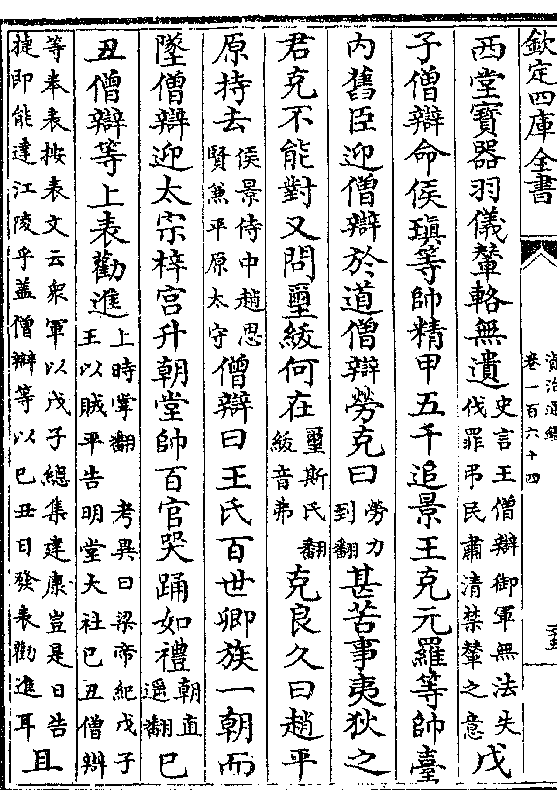 欽定四庫全書
資治通鑑
卷一百六十四
西堂寶器羽儀輦輅無遺史言王僧辯御軍無法失伐罪弔民肅清禁輦之意戊
子僧辯命侯瑱等帥精甲五千追景王克元羅等帥臺
内舊臣迎僧辯於道僧辯勞克曰勞力到翻甚苦事夷狄之
君克不能對又問璽紱何在璽斯氏翻紱音弗克良久曰趙平
原持去侯景侍中趙思賢兼平原太守僧辯曰王氏百世卿族一朝而
墜僧辯迎太宗梓宫升朝堂帥百官哭踊如禮朝直遥翻已
丑僧辯等上表勸進上時掌翻考異曰梁帝紀戊子王以賊平告明堂太社已丑僧辯
等奉表按表文云衆軍以戊子總集建康豈是日告捷即能達江陵乎蓋僧辯等以已丑日發表勸進耳且